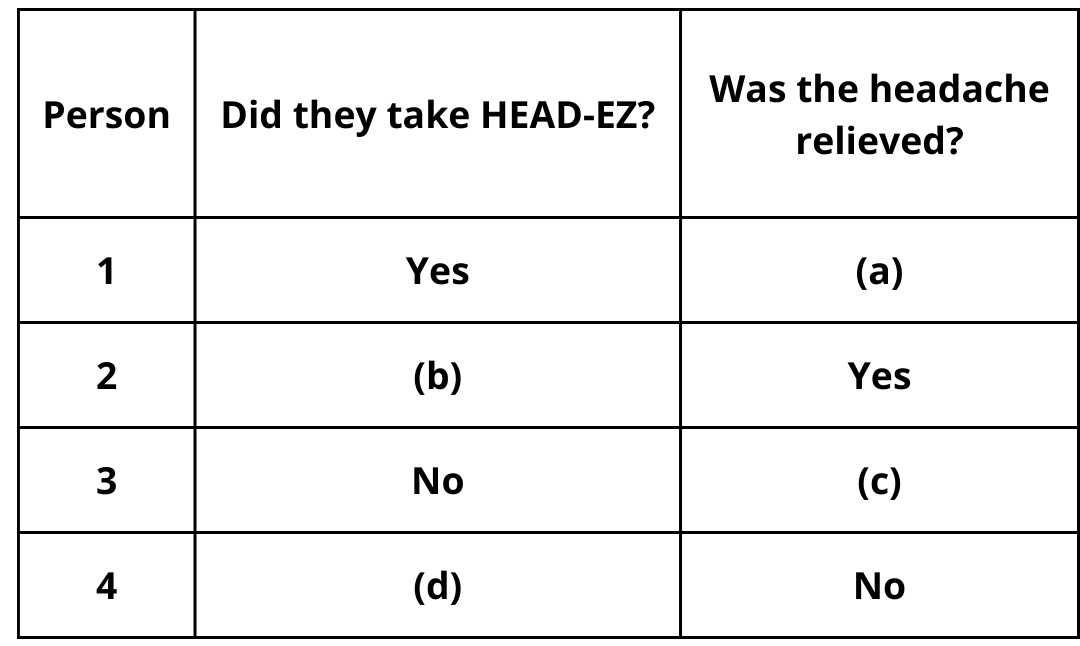 Person
Did they take HEAD-EZ?
Was the headache
relieved?
1
Yes
(a)
2
(b)
Yes
3
No
(c)
4
(d)
No